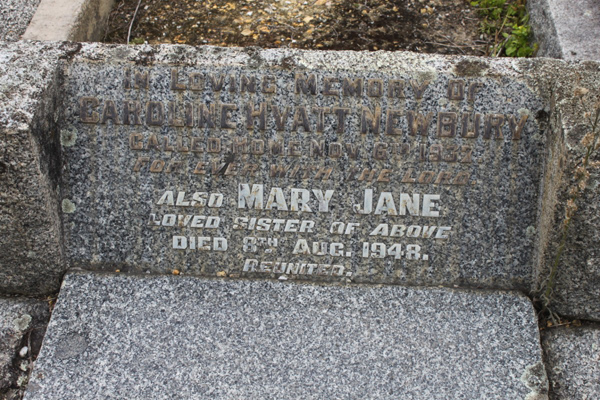 In Loving Memory of
CAROLINE HYATT NEWBURY
CALLED HOME NOV. 6TH
FOR EVER WITH THE LORD
ALSO MARY JANE
LOVED SISTER OF ABOVE
DIED 8TH AUG. 1948.
REUNITED.